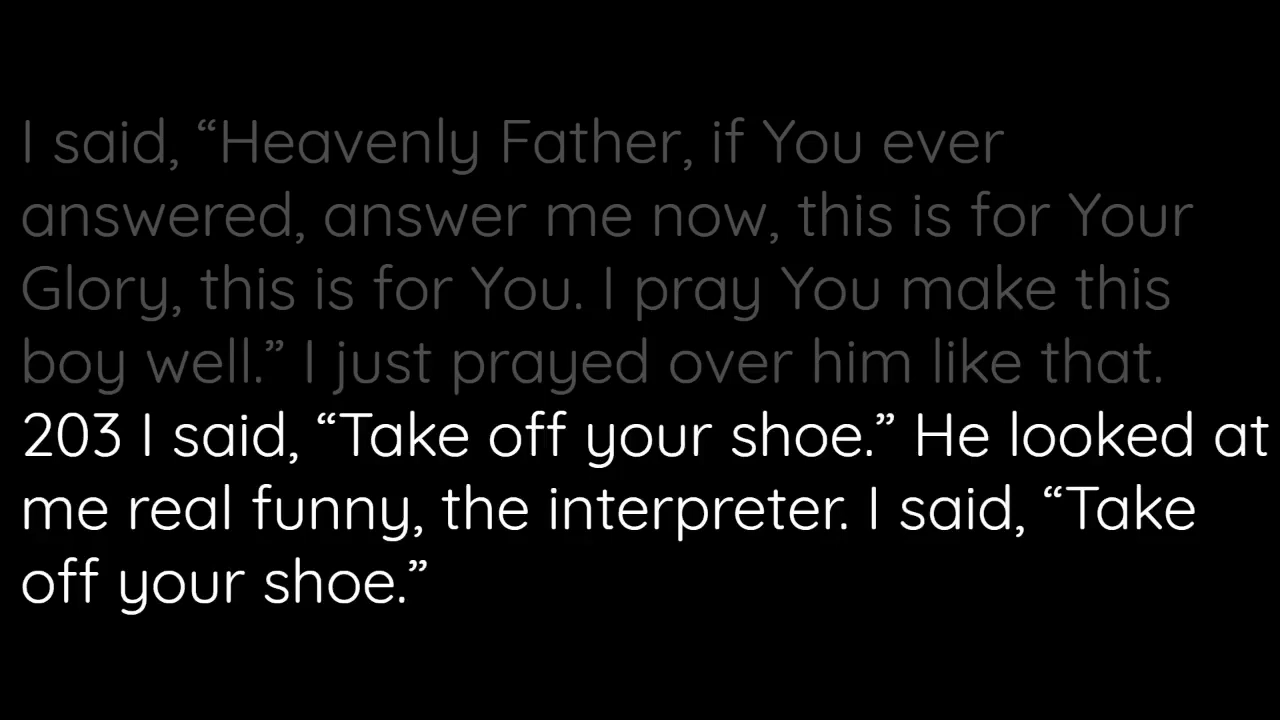 I said, “Heavenly Father, if You ever
answered, answer me now, this is for Your
Glory, this is for You. I pray You make this
boy well.” I just prayed over him like that.
203 I said, “Take off your shoe.” He looked at
me real funny, the interpreter. I said, “Take
off your shoe.”